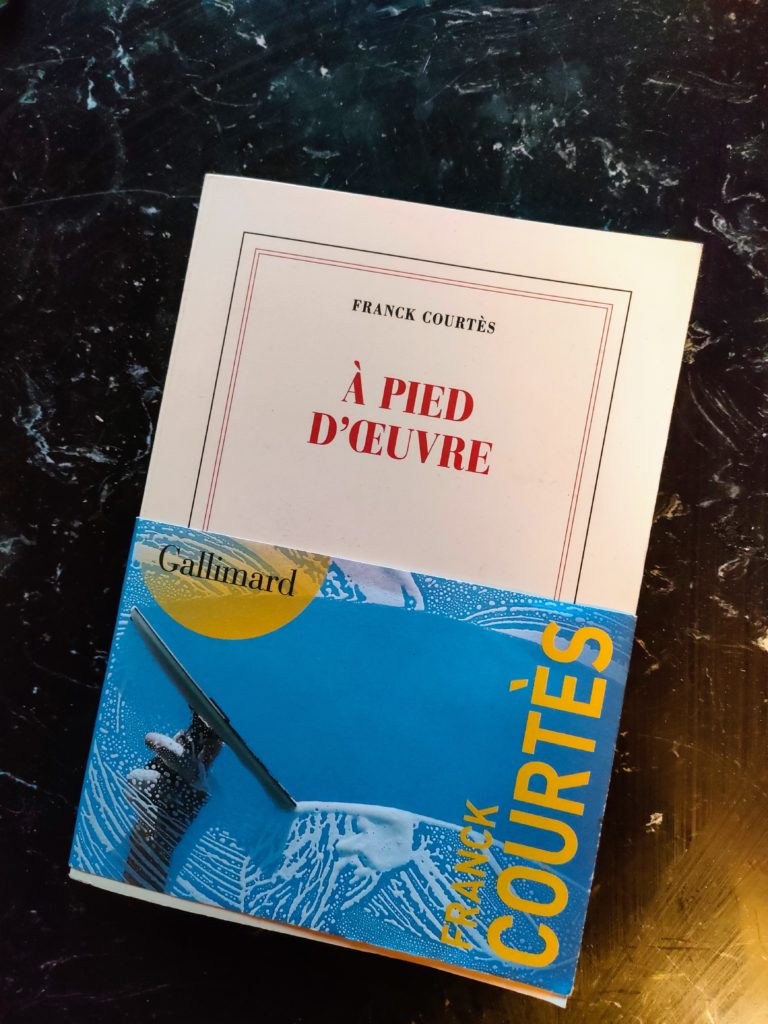 FRANCK COURTÈS
À PIED
D'ŒUVRE
Gallimard
FRANCK
COURTÈS